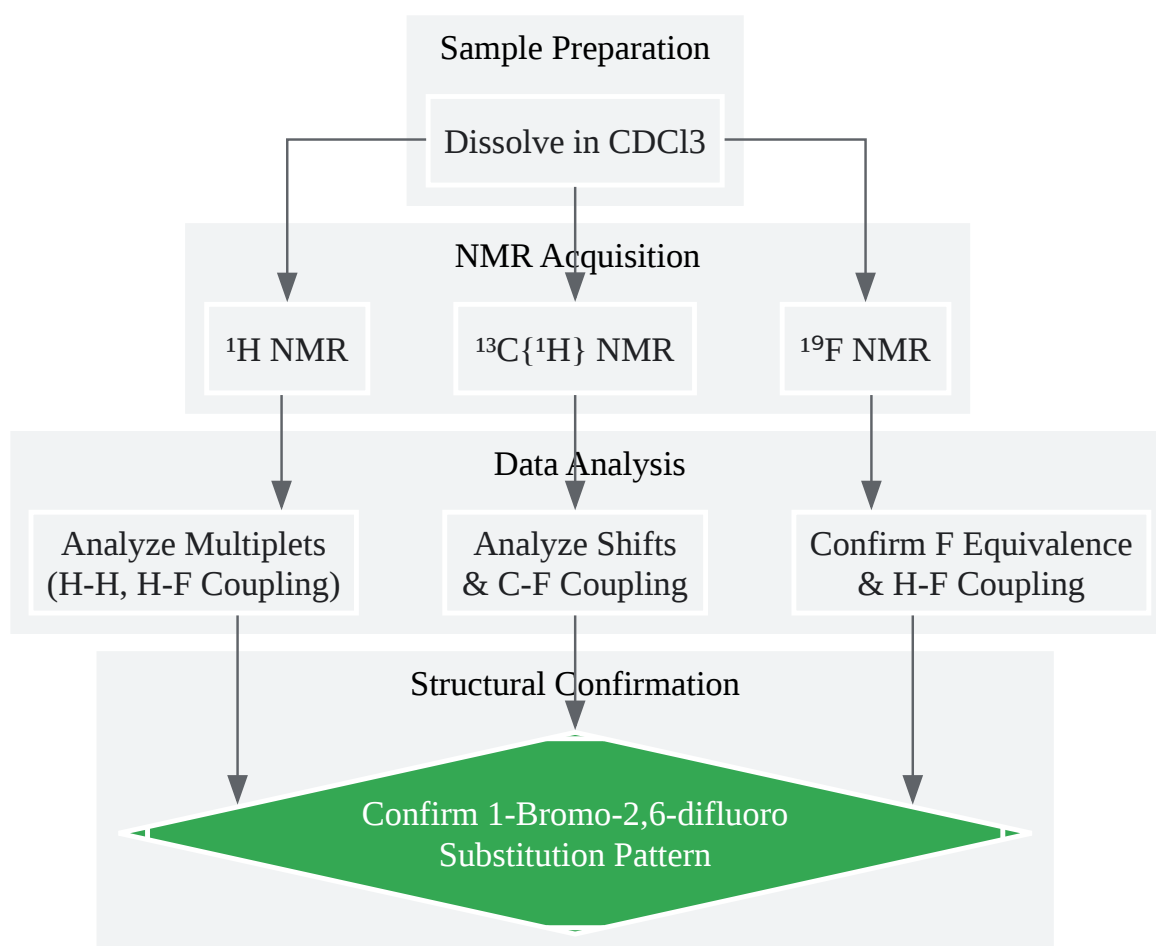 Sample Preparation
Dissolve in CDCl3
NMR Acquisition
¹H NMR
¹³C{¹H} NMR
¹⁹F NMR
Data Analysis
Analyze Multiplets
(H-H, H-F Coupling)
Analyze Shifts
& C-F Coupling
Confirm F Equivalence
& H-F Coupling
Structural Confirmation
Confirm 1-Bromo-2,6-difluoro
Substitution Pattern